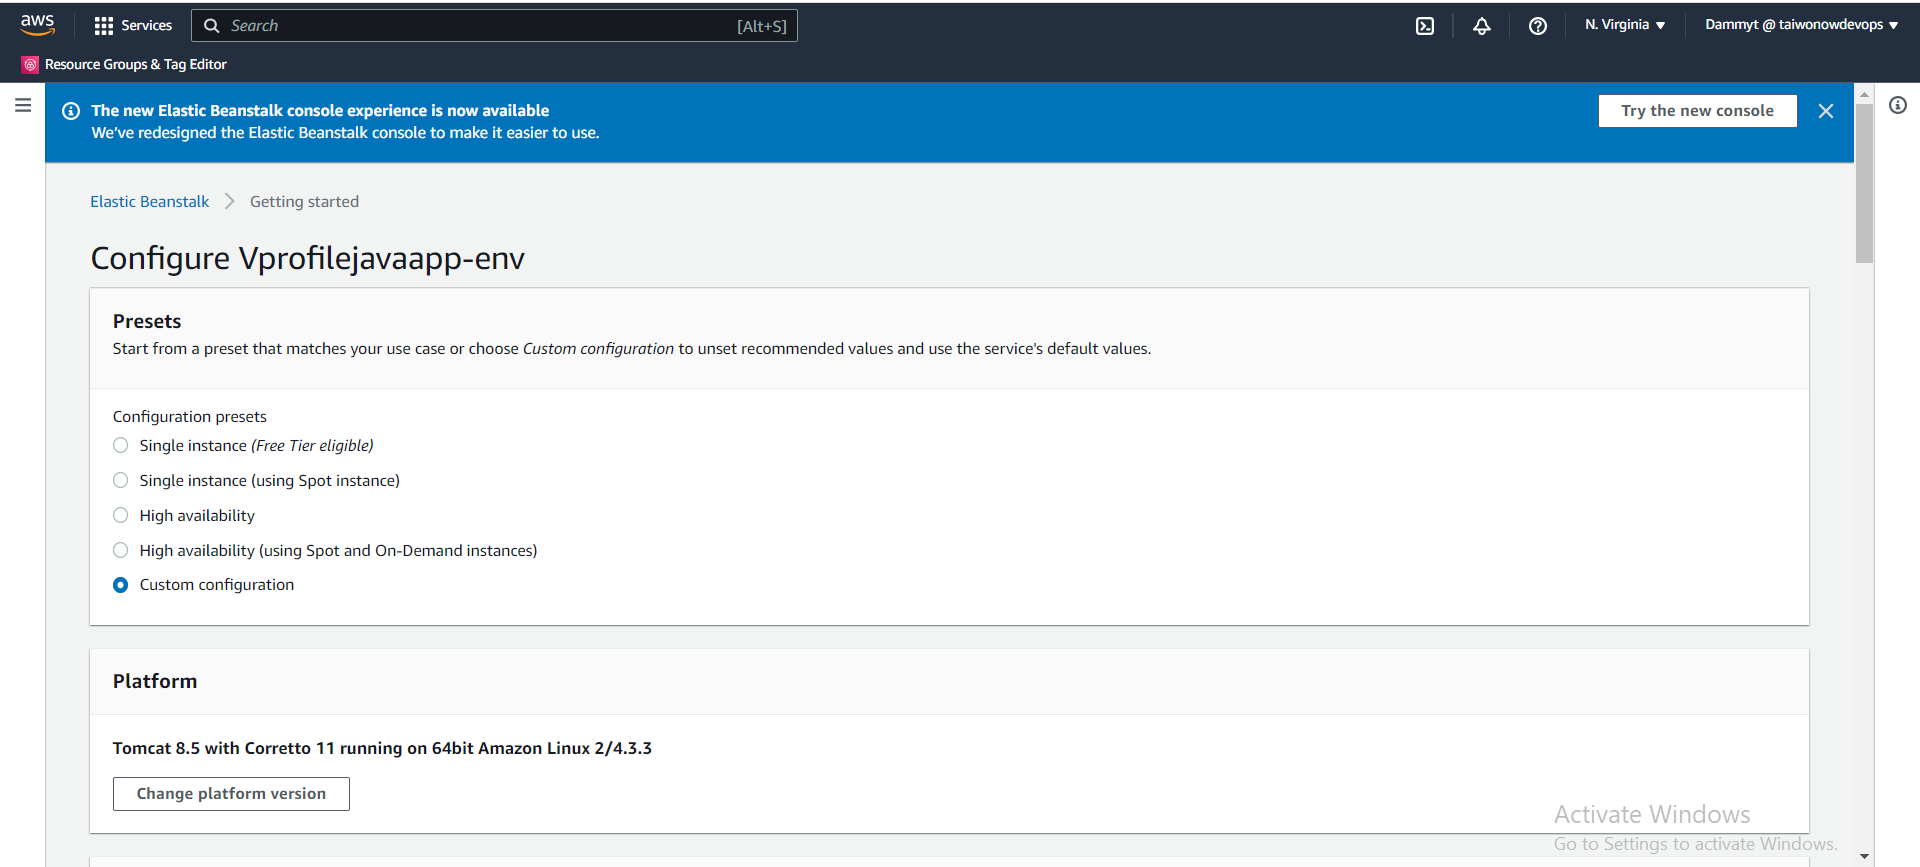 aws
Services
Search
[Alt+S]
N. Virginia
Dammyt @ taiwonowdevops
Resource Groups & Tag Editor
The new Elastic Beanstalk console experience is now available
We've redesigned the Elastic Beanstalk console to make it easier to use.
Try the new console
Elastic Beanstalk
Getting started
Configure Vprofilejavaapp-env
Presets
Start from a preset that matches your use case or choose Custom configuration to unset recommended values and use the service's default values.
Configuration presets
Single instance (Free Tier eligible)
Single instance (using Spot instance)
High availability
High availability (using Spot and On-Demand instances)
Custom configuration
Platform
Tomcat 8.5 with Corretto 11 running on 64bit Amazon Linux 2/4.3.3
Change platform version
Activate Windows
Go to Settings to activate Windows.